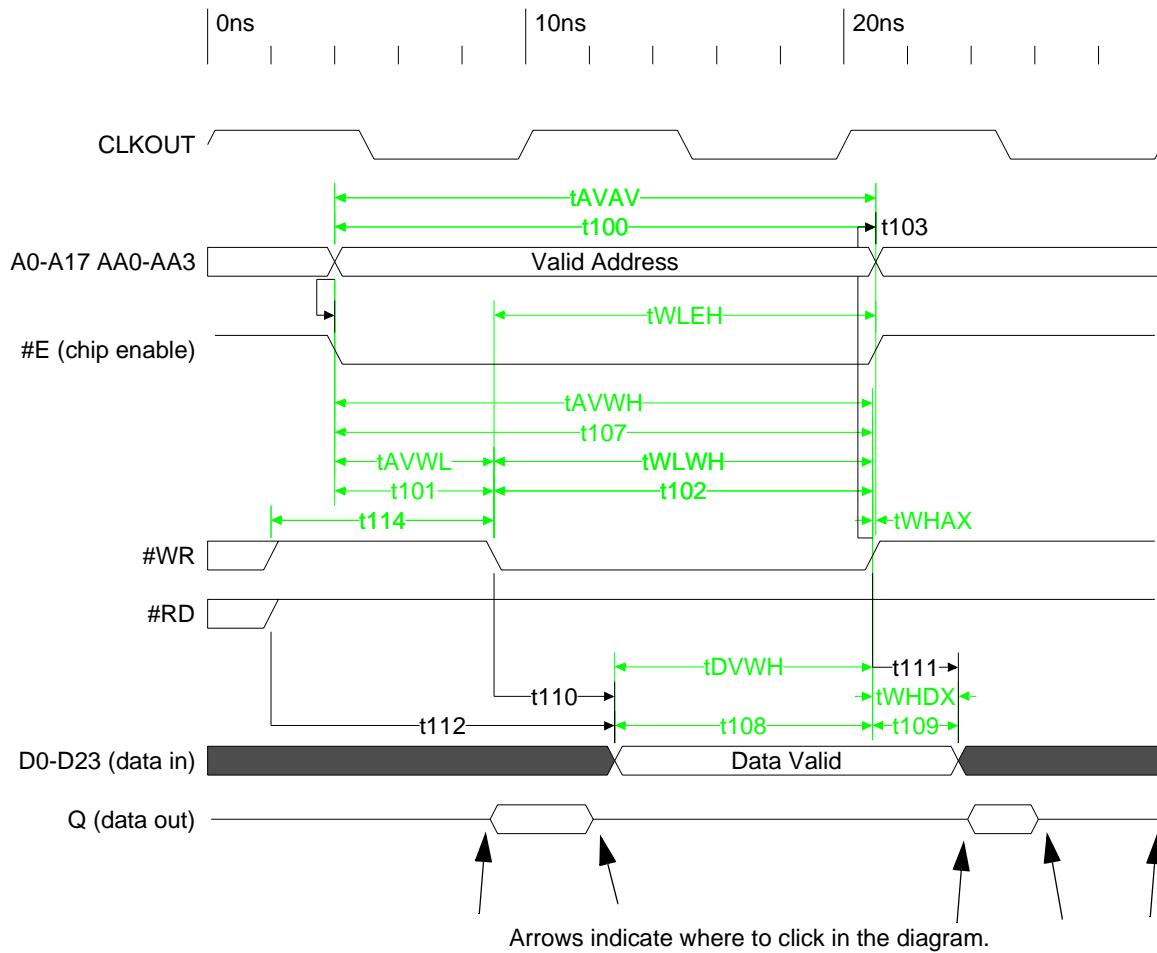 0ns 10ns 20ns
CLKOUT
tAVAV
t100 t103
A0-A17 AA0-AA3 Valid Address
tWLEH
#E (chip enable)
tAVWH
t107
tAVWL tWLWH
t101 t102
t114 tWHAX
#WR
#RD
tDVWH t111
t110 tWHDX
t112 t108 t109
D0-D23 (data in) Data Valid
Q (data out)
Arrows indicate where to click in the diagram.